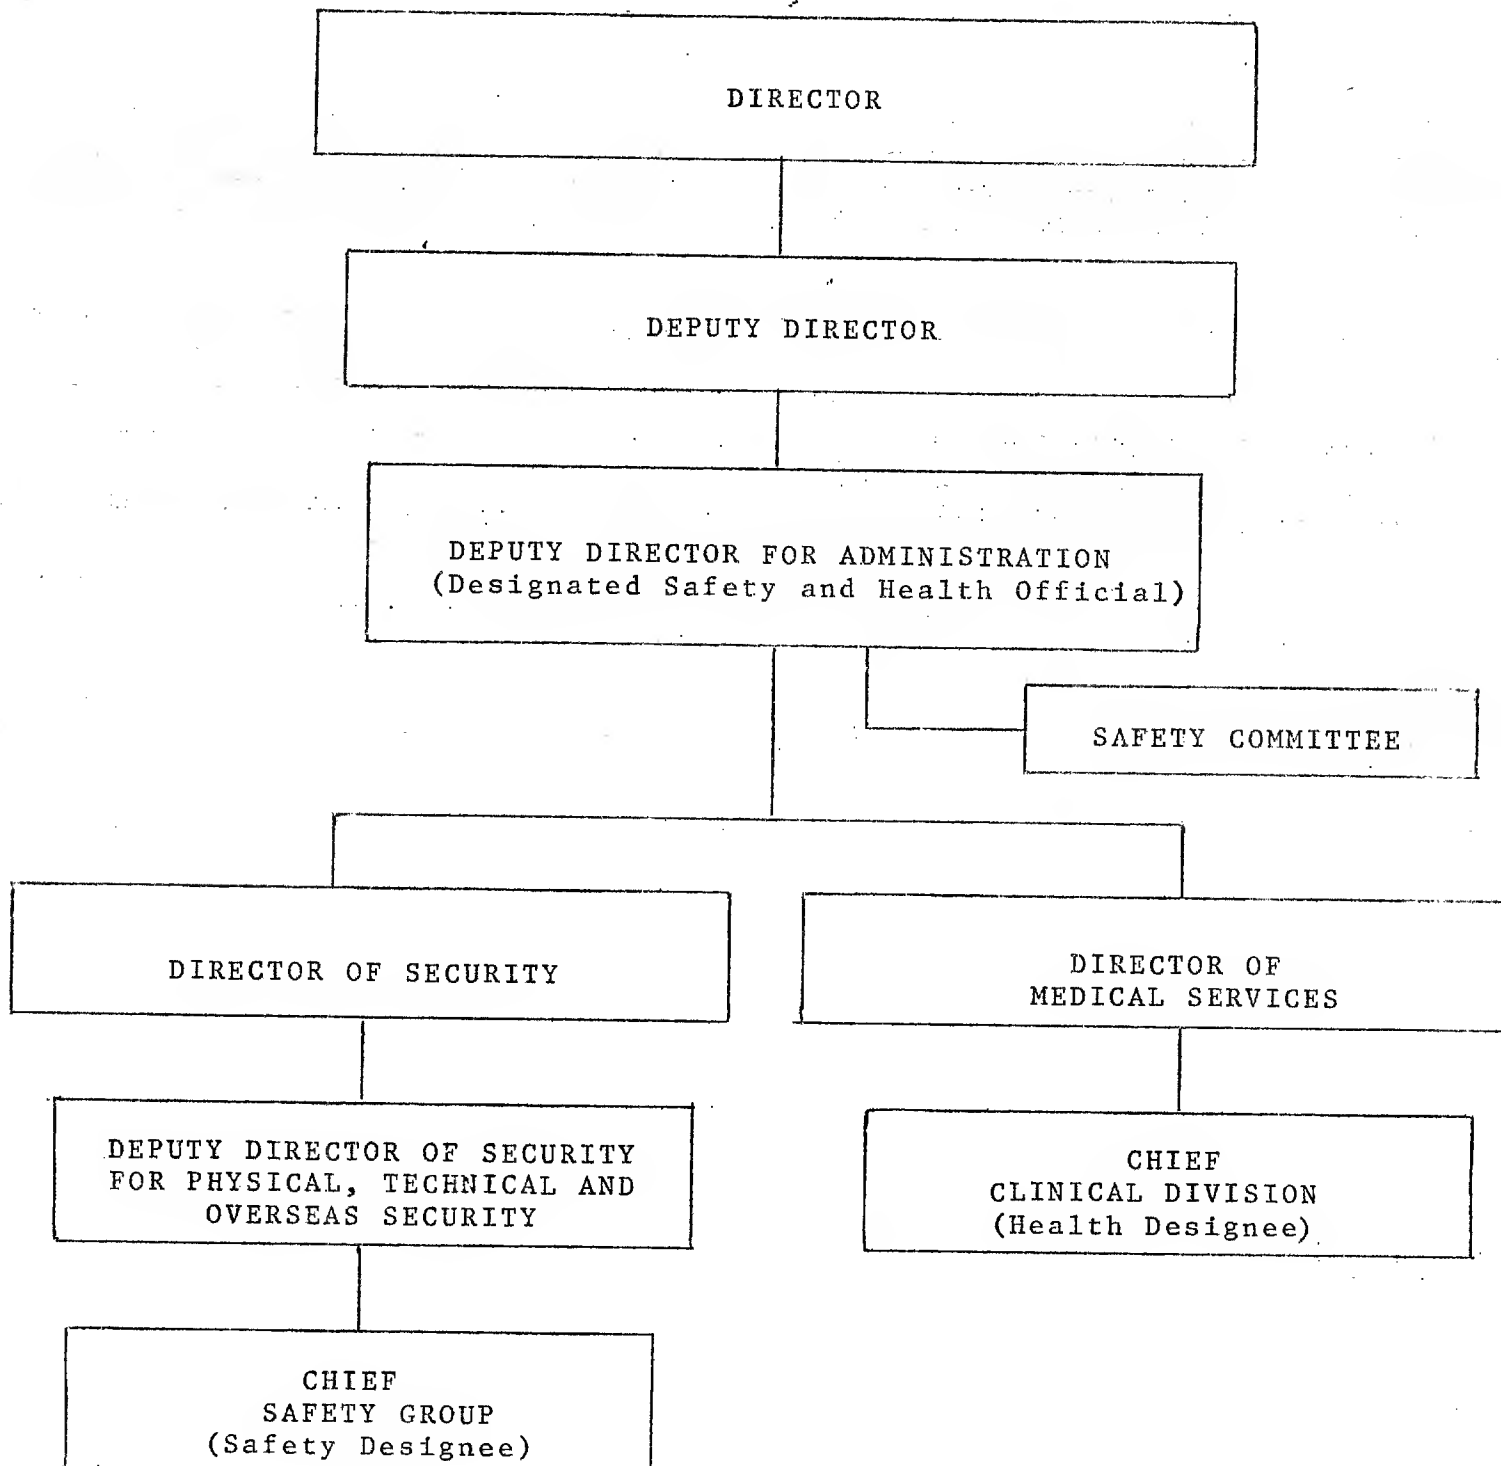 DIRECTOR
DEPUTY DIRECTOR
DEPUTY DIRECTOR FOR ADMINISTRATION
(Designated Safety and Health Official)
SAFETY COMMITTEE
DIRECTOR OF SECURITY
DIRECTOR OF
MEDICAL SERVICES
DEPUTY DIRECTOR OF SECURITY
FOR PHYSICAL, TECHNICAL AND
OVERSEAS SECURITY
CHIEF
CLINICAL DIVISION
(Health Designee)
CHIEF
SAFETY GROUP
(Safety Designee)